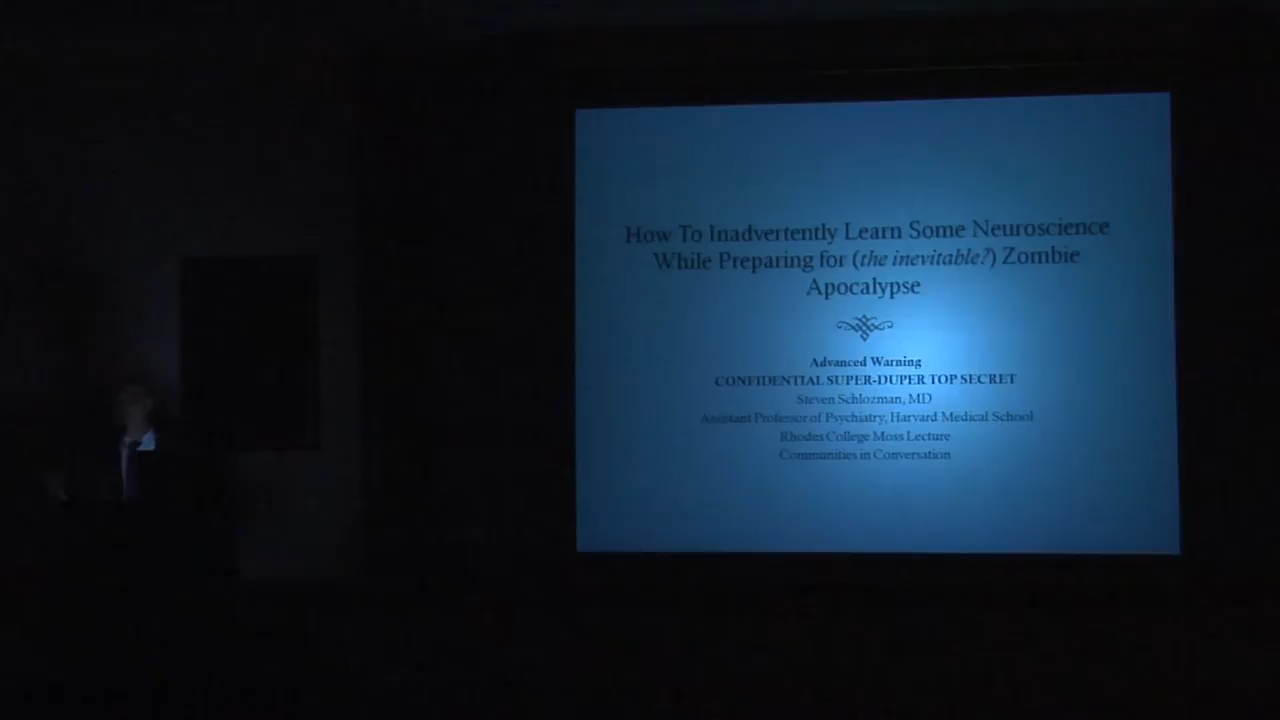 How To Inadvertently Learn Some Neuroscience
While Preparing for (the inevitable?) Zombie
Apocalypse
Advanced Warning
CONFIDENTIAL SUPER-DUPER TOP SECRET
Steven Schlozman, MD
Assistant Professor of Psychiatry, Harvard Medical School
Rhodes College Moss Lecture
Communities in Conversation